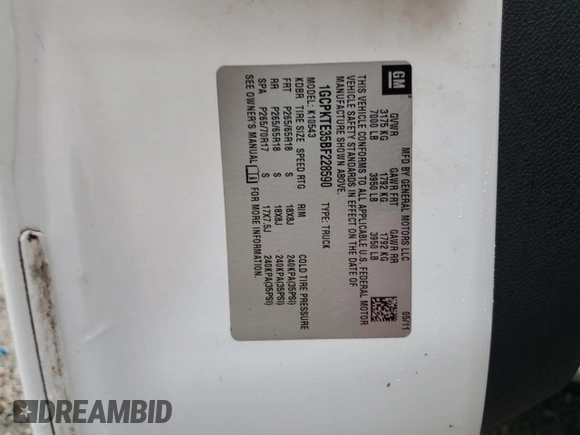 GM
MFD BY GENERAL MOTORS LLC
05/11
GVWR GAWR FRT GAWR RR
3175 KG 1792 KG 1792 KG
7000 LB 3950 LB 3950 LB
THIS VEHICLE CONFORMS TO ALL APPLICABLE U.S. FEDERAL MOTOR
VEHICLE SAFETY STANDARDS IN EFFECT ON THE DATE OF
MANUFACTURE SHOWN ABOVE.
1GCPKTE35BF228590 TYPE: TRUCK
MODEL: K10543
KDBR TIRE SIZE SPEED RTG RIM COLD TIRE PRESSURE
FRT P265/65R18 S 18X8J 240KPA(35PSI)
RR P265/65R18 S 18X8J 240KPA(35PSI)
SPA P265/70R17 S 17X7.5J 240KPA(35PSI)
SEE OWNER'S MANUAL FOR MORE INFORMATION.
DREAMBID